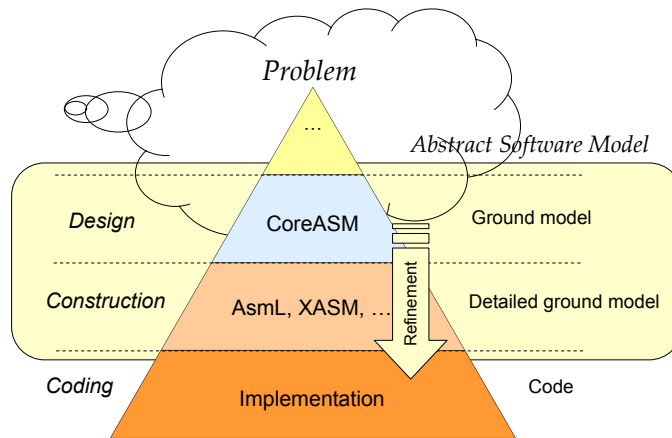 Problem
...
Abstract Software Model
Design
CoreASM
Ground model
Construction
AsmL, XASM, ...
Refinement
Detailed ground model
Coding
Implementation
Code